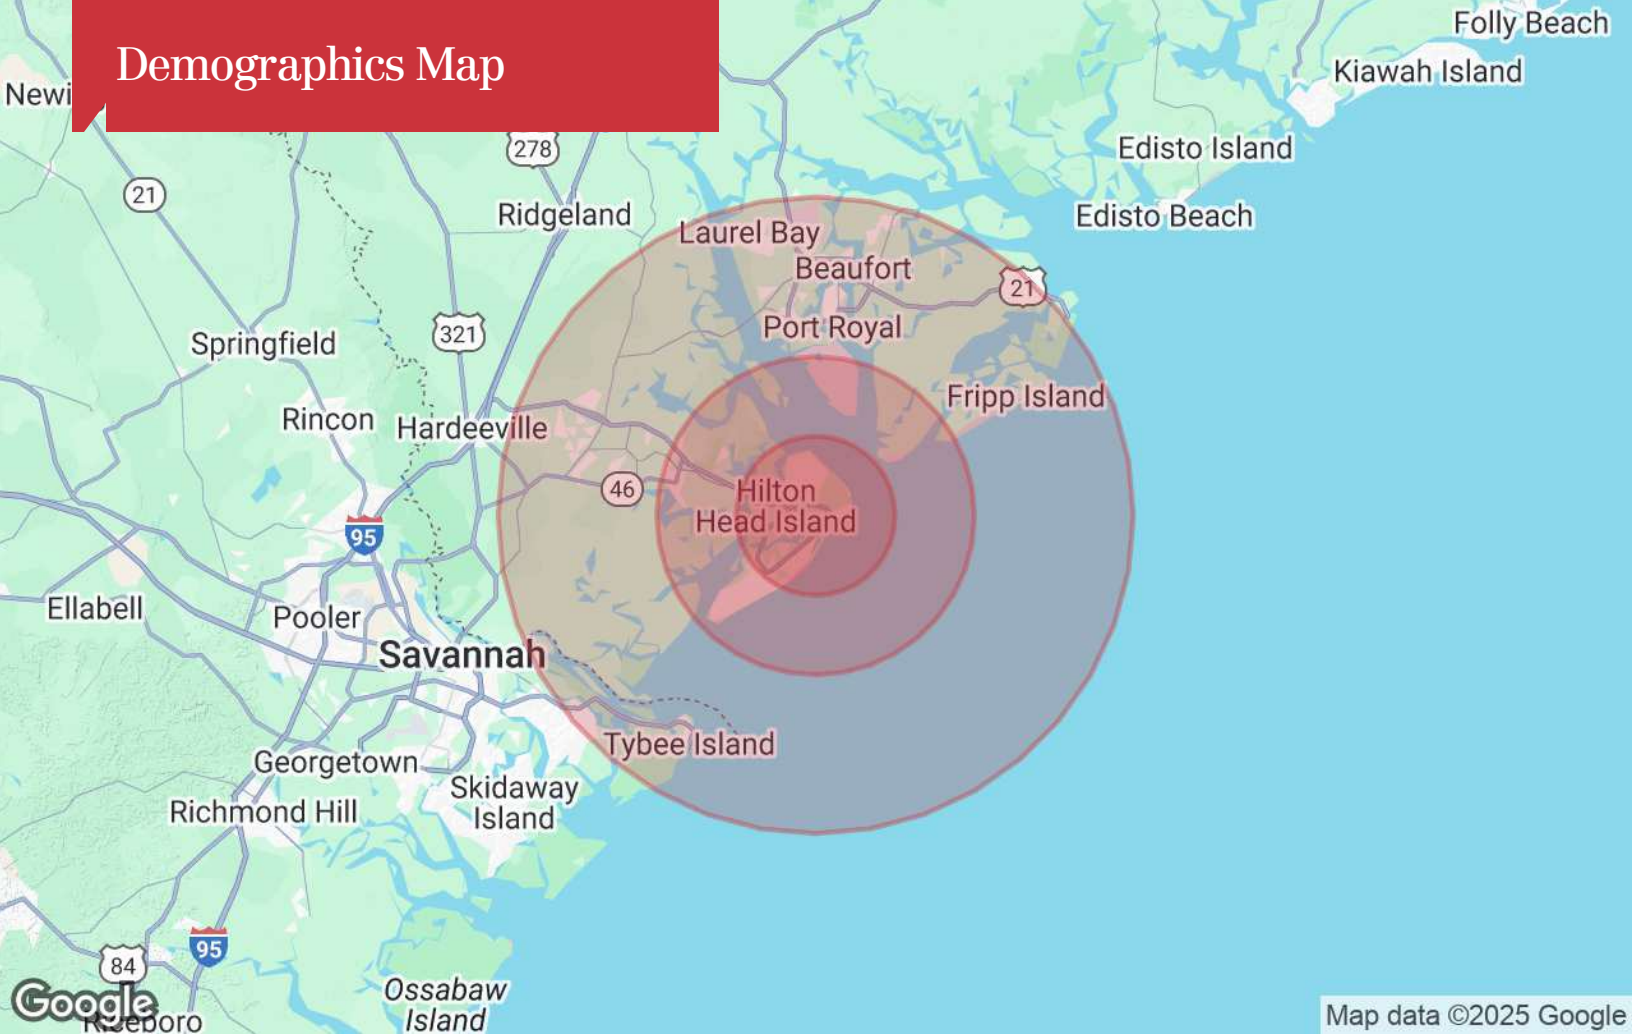 Demographics Map
Folly Beach
Kiawah Island
Newi
278
Edisto Island
21
Ridgeland
Edisto Beach
Laurel Bay
Beaufort
21
Port Royal
321
Springfield
Fripp Island
Rincon
Hardeeville
46
Hilton
Head Island
95
Ellabell
Pooler
Savannah
Tybee Island
Georgetown
Skidaway
Island
Richmond Hill
95
84
Ossabaw
Island
Google
Riceboro
Map data ©2025 Google